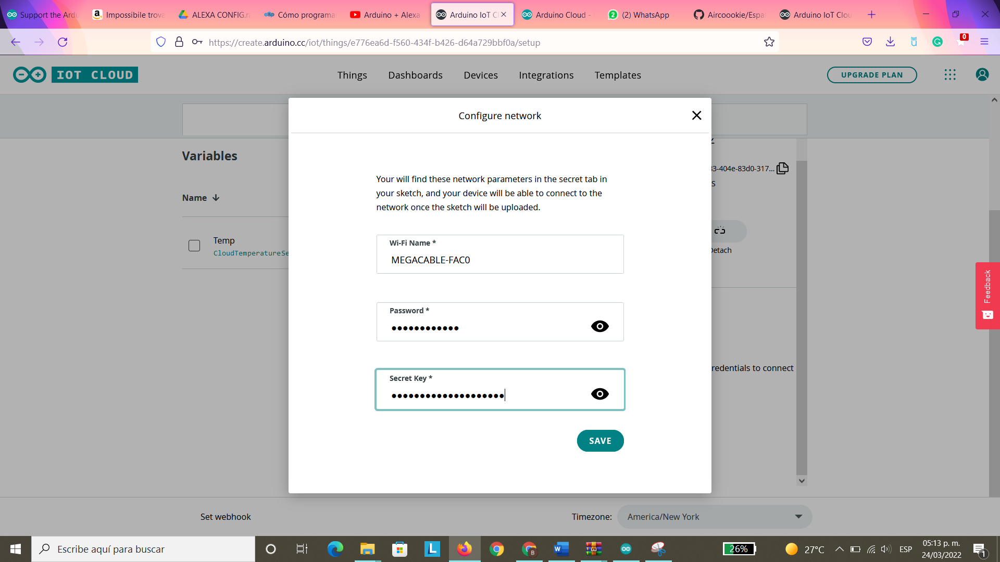 Support the Ardu
Impossibile trova
ALEXA CONFIG.ra
Cómo programa
Arduino + Alexa
Arduino IoT Cl
Arduino Cloud -
(2) WhatsApp
Aircoookie/Espal
Arduino IoT Clou
https://create.arduino.cc/iot/things/e776ea6d-f560-434f-b426-d64a729bbf0a/setup
0
IOT CLOUD
Things
Dashboards
Devices
Integrations
Templates
UPGRADE PLAN
Configure network
Variables
Your will find these network parameters in the secret tab in
your sketch, and your device will be able to connect to the
network once the sketch will be uploaded.
3-404e-83d0-317...
S
Name
Wi-Fi Name *
MEGACABLE-FAC0
Temp
CloudTemperatureSe
Detach
Feedback
Password *
●●●●●●●●●●●●
redentials to connect
Secret Key *
●●●●●●●●●●●●●●●●●●●●
SAVE
Set webhook
Timezone:
America/New York
Escribe aquí para buscar
26%
27°C
ESP
05:13 p. m.
24/03/2022
1